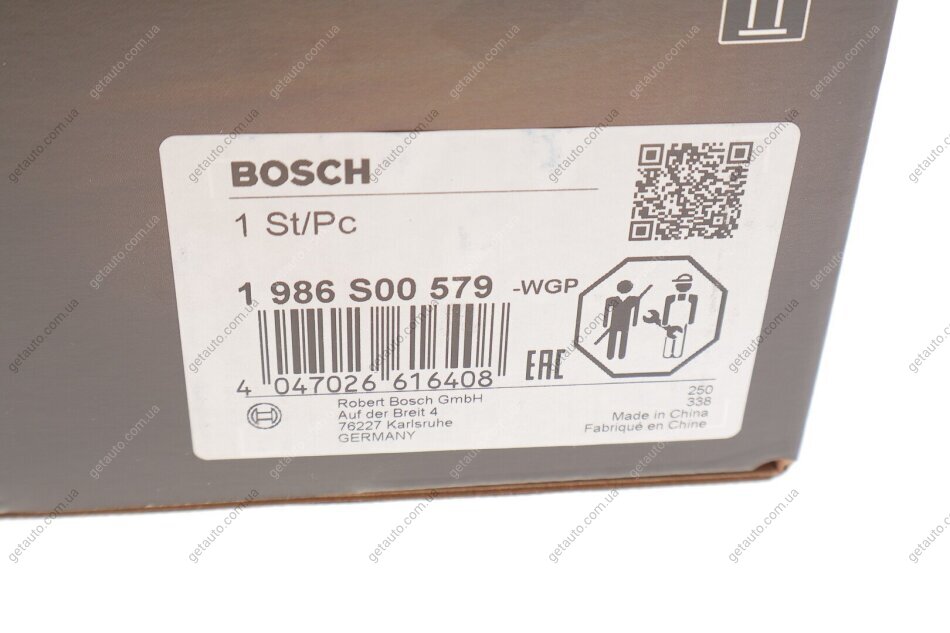 BOSCH
1 St/Pc
1 986 S00 579 -WGP
4 047026 616408
EAC
Robert Bosch GmbH
Auf der Breit 4
76227 Karlsruhe
GERMANY
250
338
Made in China
Fabriqué en Chine
getauto.com.ua